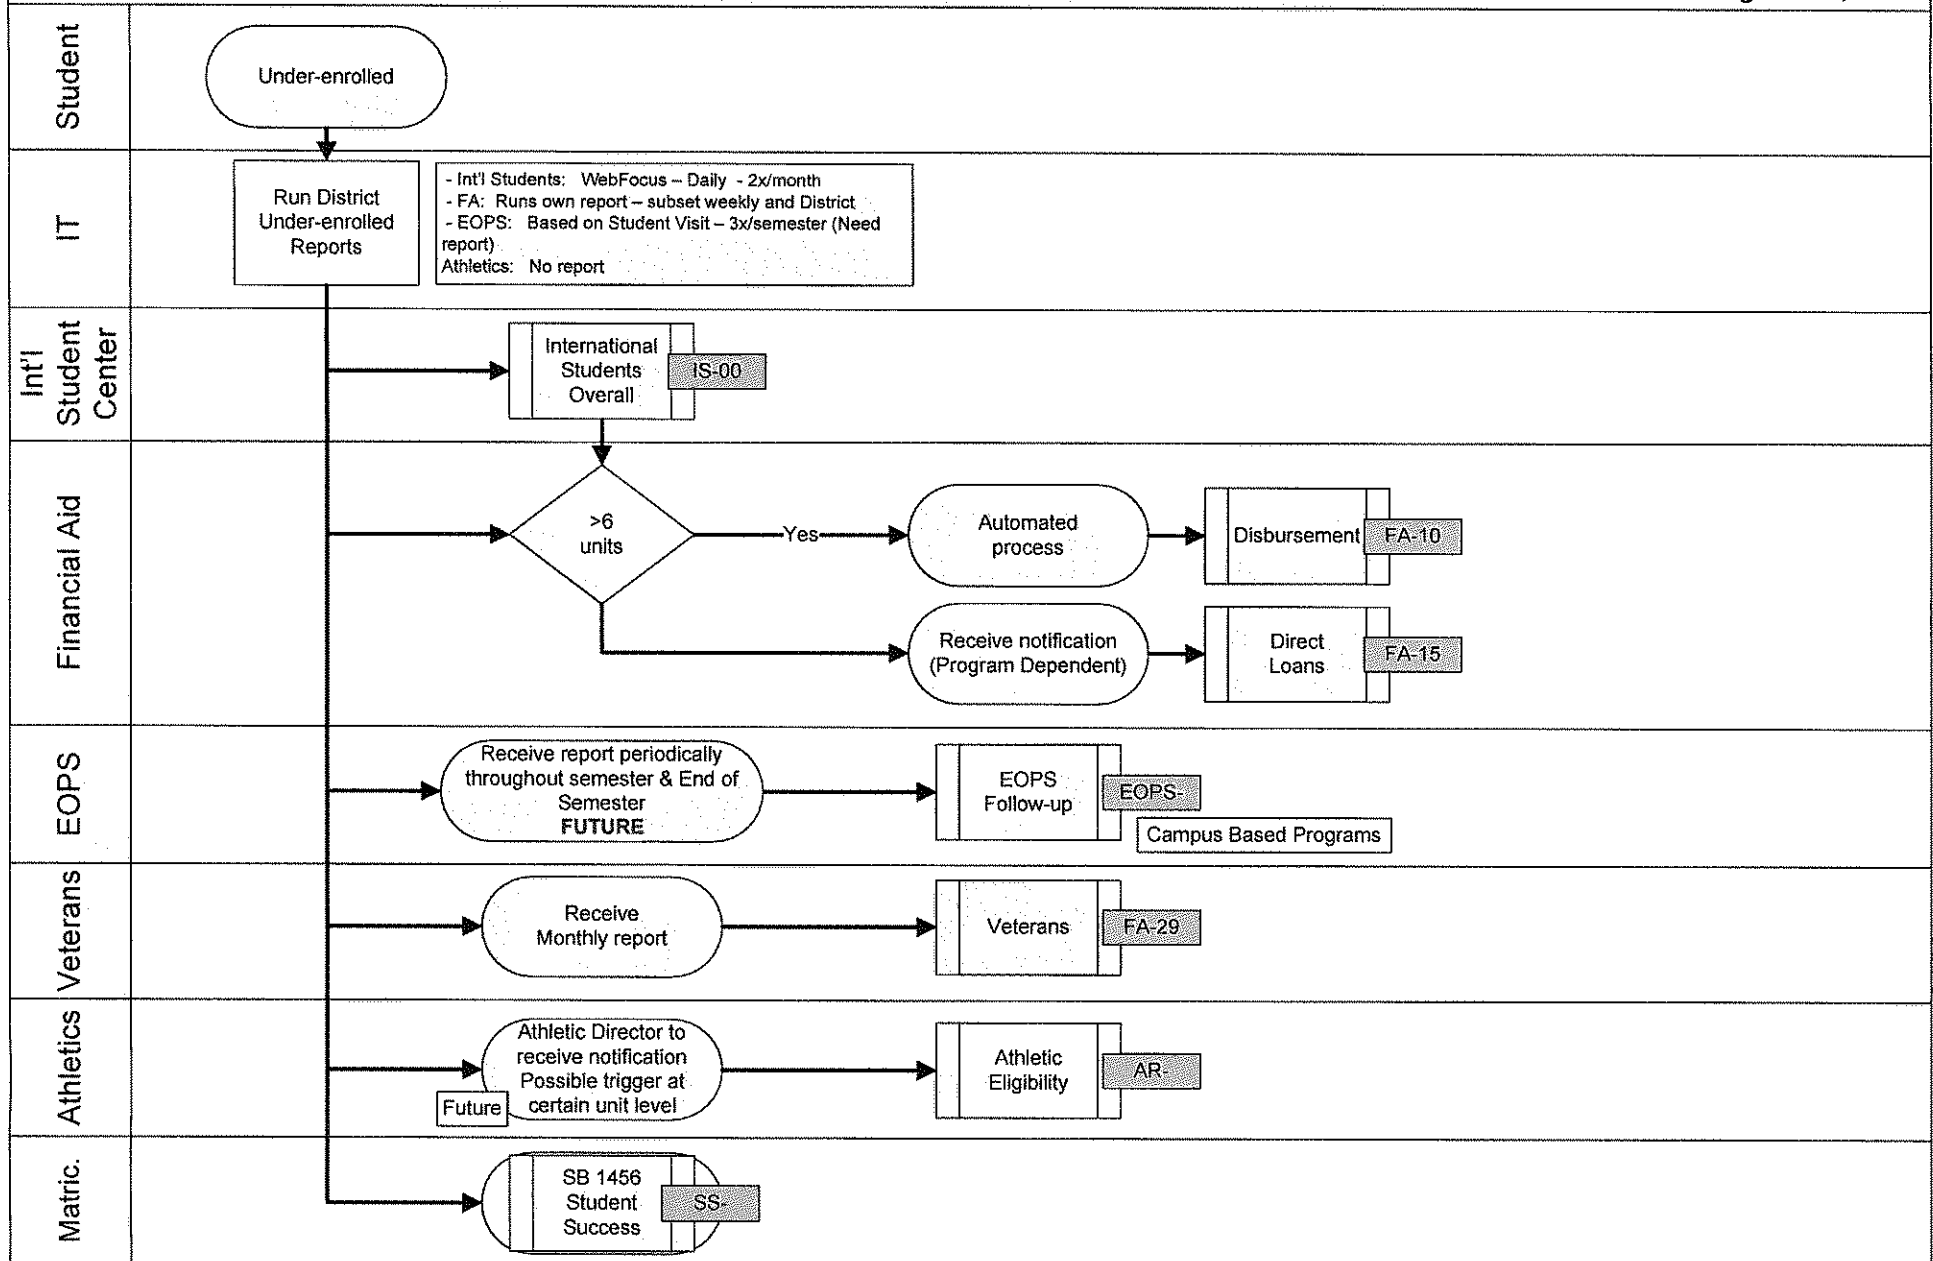 Student
Under-enrolled
IT
Run District
Under-enrolled
Reports
- Int'l Students: WebFocus – Daily - 2x/month
- FA: Runs own report – subset weekly and District
- EOPS: Based on Student Visit – 3x/semester (Need
report)
Athletics: No report
Int'l
Student
Center
International
Students
Overall
IS-00
Financial Aid
>6
units
Yes
Automated
process
Disbursement
FA-10
Receive notification
(Program Dependent)
Direct
Loans
FA-15
EOPS
Receive report periodically
throughout semester & End of
Semester
FUTURE
EOPS
Follow-up
EOPS-
Campus Based Programs
Veterans
Receive
Monthly report
Veterans
FA-29
Athletics
Athletic Director to
receive notification
Possible trigger at
certain unit level
Future
Athletic
Eligibility
AR-
Matric.
SB 1456
Student
Success
SS-